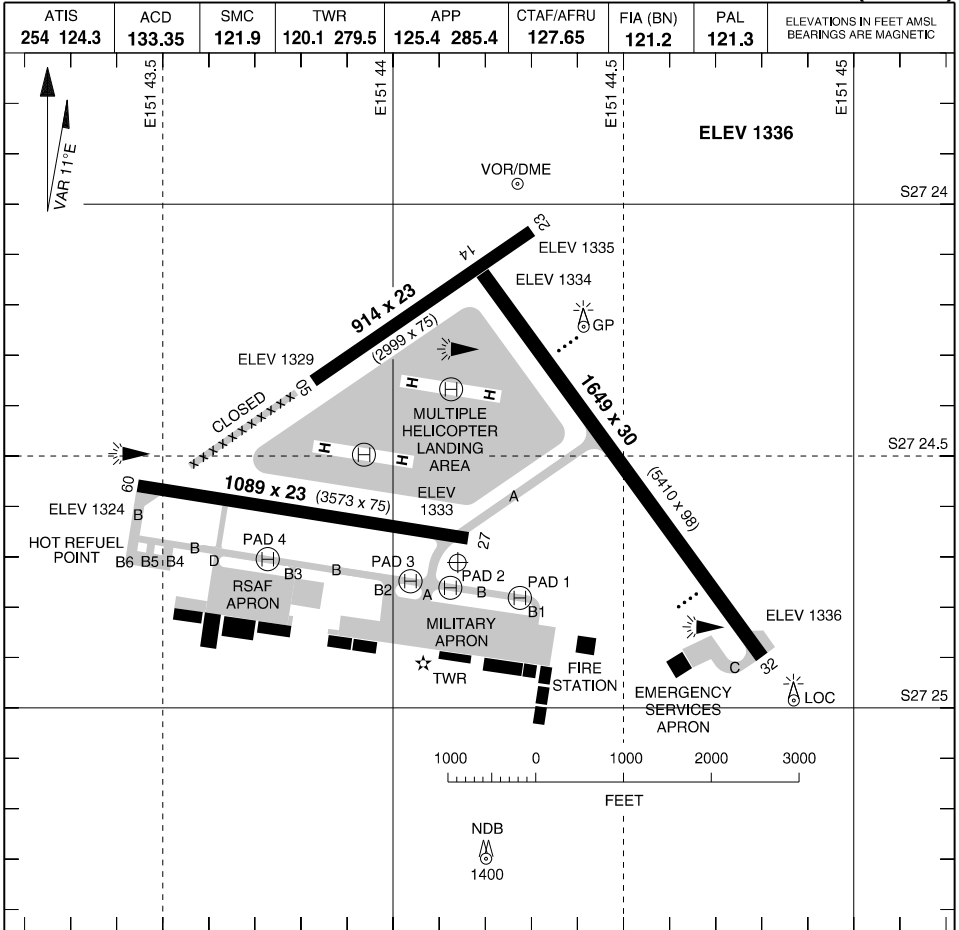 ATIS
254 124.3
ACD
133.35
SMC
121.9
TWR
120.1 279.5
APP
125.4 285.4
CTAF/AFRU
127.65
FIA (BN)
121.2
PAL
121.3
ELEVATIONS IN FEET AMSL
BEARINGS ARE MAGNETIC
E151 43.5
E151 44
E151 44.5
E151 45
VAR 11°E
ELEV 1336
VOR/DME
S27 24
23
ELEV 1335
14
ELEV 1334
914 x 23
(2999 x 75)
GP
ELEV 1329
05
CLOSED
xxxxxxxxxxx
H H H
MULTIPLE
HELICOPTER
LANDING
AREA
1649 x 30
(5410 x 98)
H H H
S27 24.5
09
1089 x 23 (3573 x 75)
ELEV
1333
A
ELEV 1324
B
27
HOT REFUEL
POINT
B6 B5 B4
B
D
PAD 4
H
B3
B
PAD 3
H
B2
A
PAD 2
H
B
PAD 1
H
B1
RSAF
APRON
MILITARY
APRON
ELEV 1336
32
C
TWR
FIRE
STATION
EMERGENCY
SERVICES
APRON
LOC
S27 25
1000 0 1000 2000 3000
FEET
NDB
1400